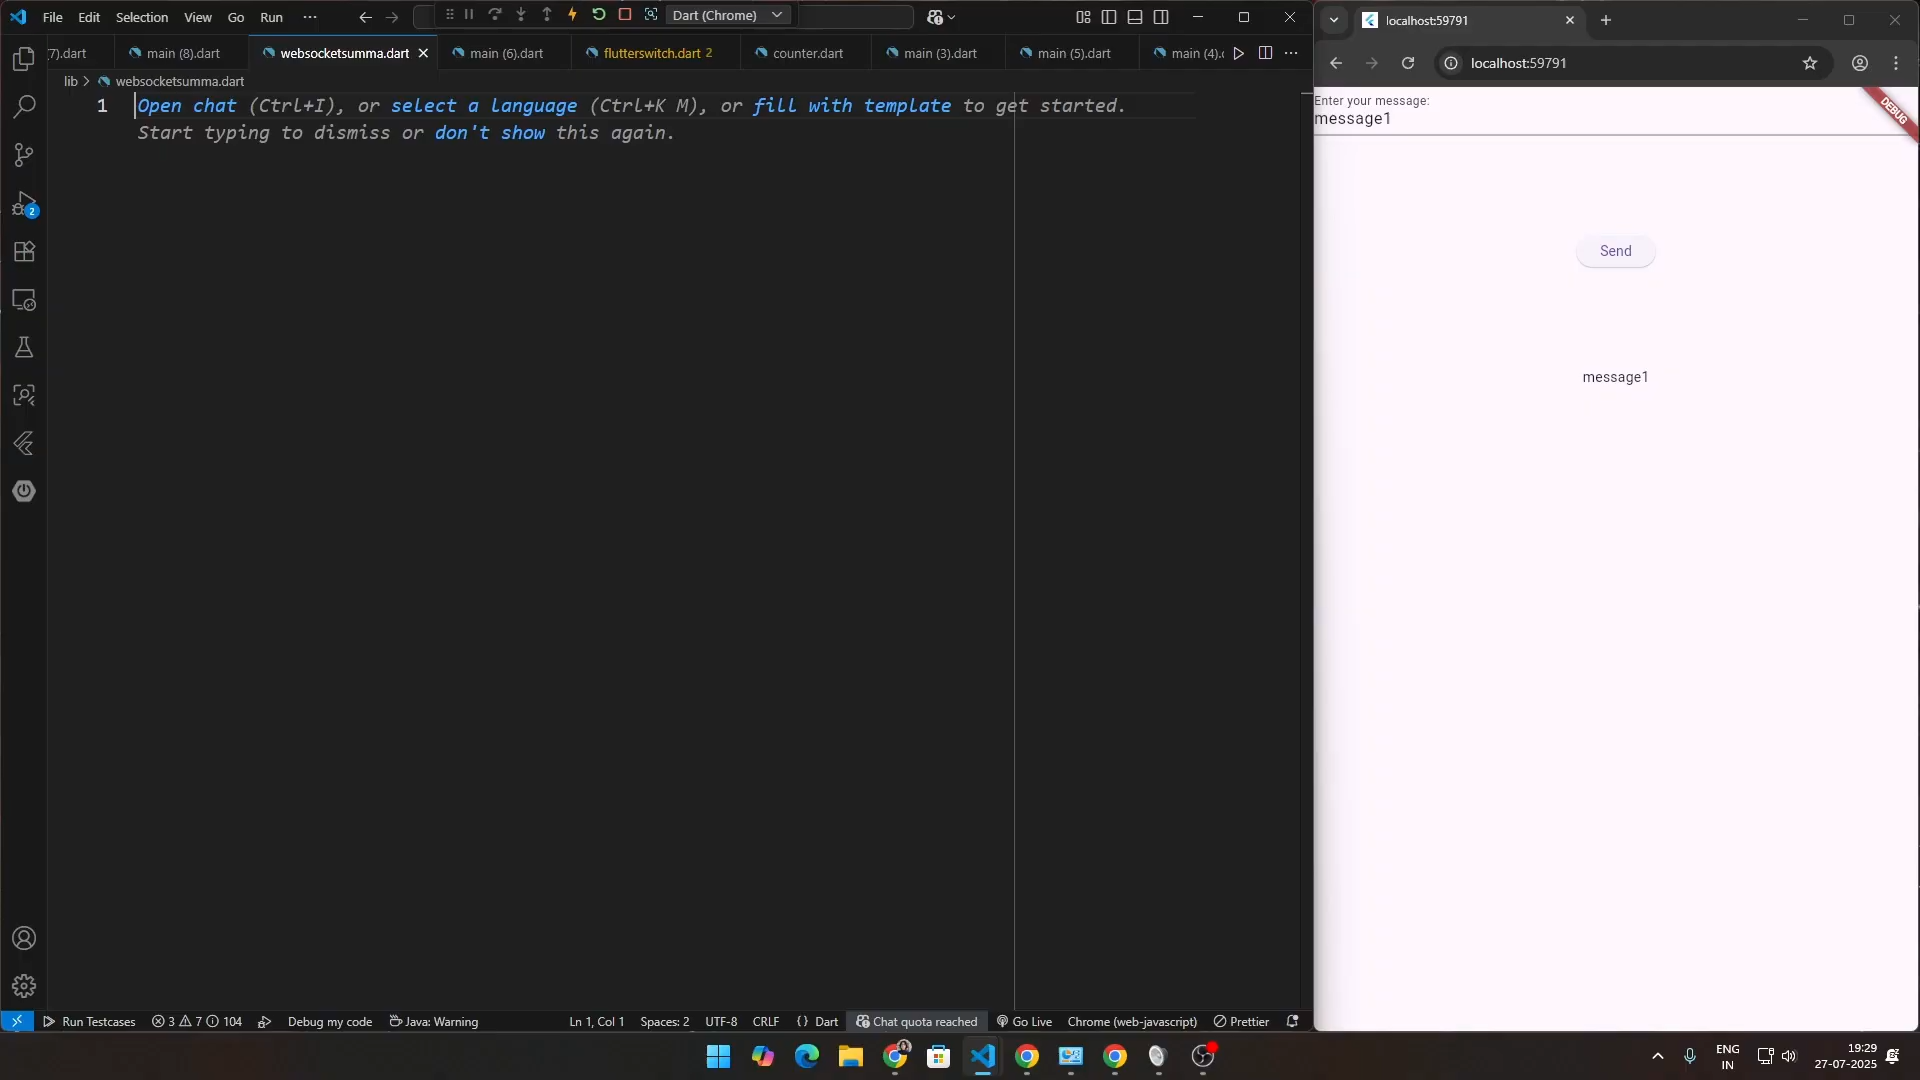 File Edit Selection View Go Run ···
Dart (Chrome)
7).dart
main (8).dart
websocketsumma.dart
main (6).dart
flutterswitch.dart 2
counter.dart
main (3).dart
main (5).dart
main (4).
lib > websocketsumma.dart
1
Open chat (Ctrl+I), or select a language (Ctrl+K M), or fill with template to get started.
Start typing to dismiss or don't show this again.
2
Run Testcases
3 7 104
Debug my code
Java: Warning
Ln 1, Col 1
Spaces: 2
UTF-8
CRLF
{ } Dart
Chat quota reached
Go Live
Chrome (web-javascript)
Prettier
localhost:59791
localhost:59791
DEBUG
Enter your message:
message1
Send
message1
ENG
IN
19:29
27-07-2025